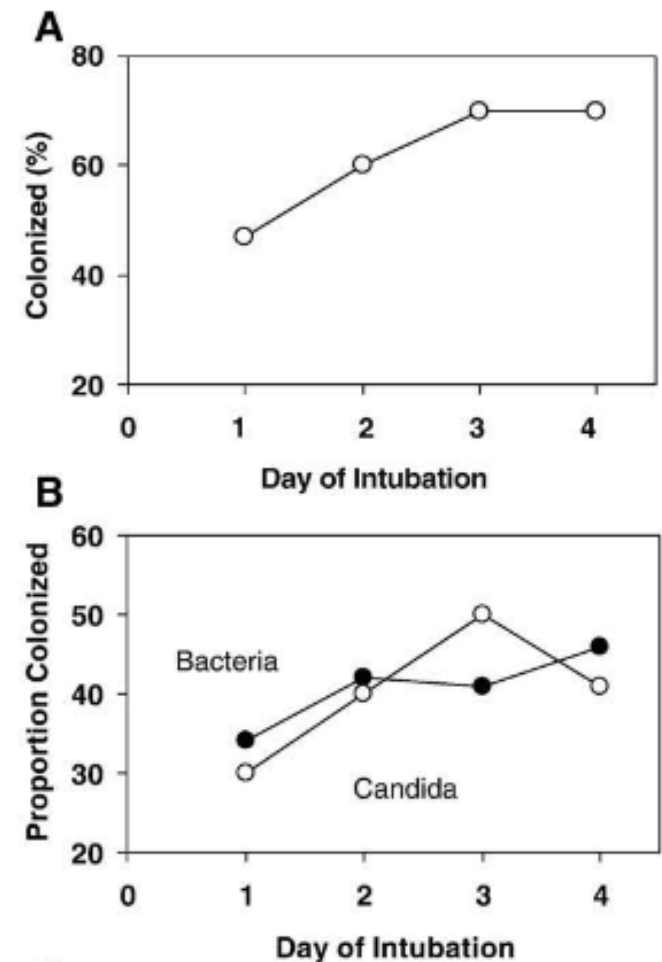 A
80
60
40
20
Colonized (%)
0 1 2 3 4
Day of Intubation
B
60
50
40
30
20
Proportion Colonized
Bacteria
Candida
0 1 2 3 4
Day of Intubation